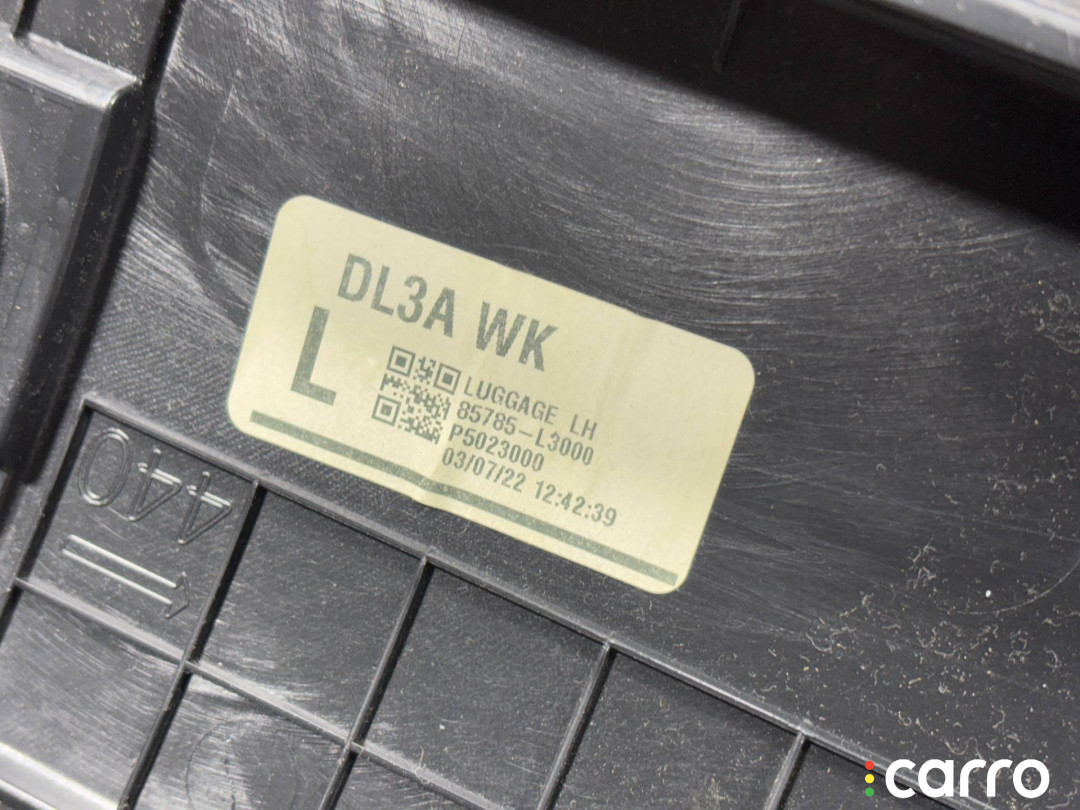 DL3A WK
L
LUGGAGE LH
85785-L3000
P5023000
03/07/22 12:42:39
440
carro